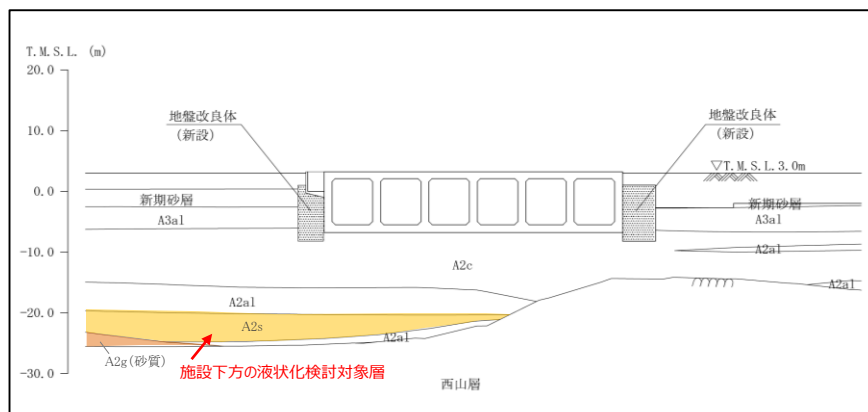 T.M.S.L. (m)
20.0
10.0
0.0
-10.0
-20.0
-30.0
地盤改良体
(新設)
地盤改良体
(新設)
▽T.M.S.L.3.0m
新期砂層
A3al
新期砂層
A3al
A2al
A2c
A2al
A2al
A2s
A2al
A2g(砂質)
施設下方の液状化検討対象層
西山層